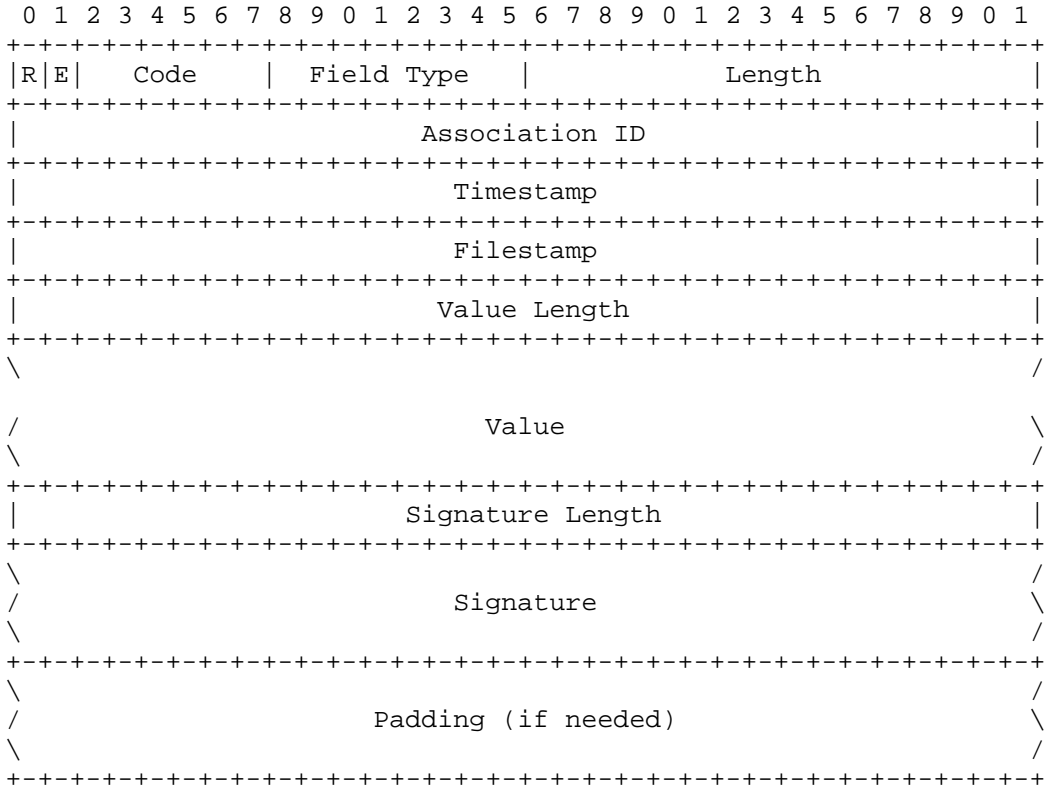 0 1 2 3 4 5 6 7 8 9 0 1 2 3 4 5 6 7 8 9 0 1 2 3 4 5 6 7 8 9 0 1
+-+-+-+-+-+-+-+-+-+-+-+-+-+-+-+-+-+-+-+-+-+-+-+-+-+-+-+-+-+-+-+-+
|R|E|   Code    |  Field Type   |            Length             |
+-+-+-+-+-+-+-+-+-+-+-+-+-+-+-+-+-+-+-+-+-+-+-+-+-+-+-+-+-+-+-+-+
|                         Association ID                        |
+-+-+-+-+-+-+-+-+-+-+-+-+-+-+-+-+-+-+-+-+-+-+-+-+-+-+-+-+-+-+-+-+
|                           Timestamp                           |
+-+-+-+-+-+-+-+-+-+-+-+-+-+-+-+-+-+-+-+-+-+-+-+-+-+-+-+-+-+-+-+-+
|                           Filestamp                           |
+-+-+-+-+-+-+-+-+-+-+-+-+-+-+-+-+-+-+-+-+-+-+-+-+-+-+-+-+-+-+-+-+
|                          Value Length                         |
+-+-+-+-+-+-+-+-+-+-+-+-+-+-+-+-+-+-+-+-+-+-+-+-+-+-+-+-+-+-+-+-+
\                                                               /
/                             Value                             \
\                                                               /
+-+-+-+-+-+-+-+-+-+-+-+-+-+-+-+-+-+-+-+-+-+-+-+-+-+-+-+-+-+-+-+-+
|                        Signature Length                       |
+-+-+-+-+-+-+-+-+-+-+-+-+-+-+-+-+-+-+-+-+-+-+-+-+-+-+-+-+-+-+-+-+
\                                                               /
/                           Signature                           \
\                                                               /
+-+-+-+-+-+-+-+-+-+-+-+-+-+-+-+-+-+-+-+-+-+-+-+-+-+-+-+-+-+-+-+-+
\                                                               /
/                      Padding (if needed)                      \
\                                                               /
+-+-+-+-+-+-+-+-+-+-+-+-+-+-+-+-+-+-+-+-+-+-+-+-+-+-+-+-+-+-+-+-+